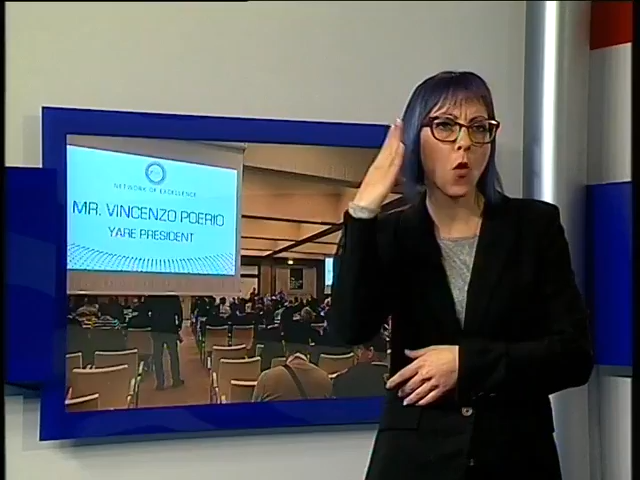 NETWORK OF EXCELLENCE
MR. VINCENZO POERIO
YARE PRESIDENT